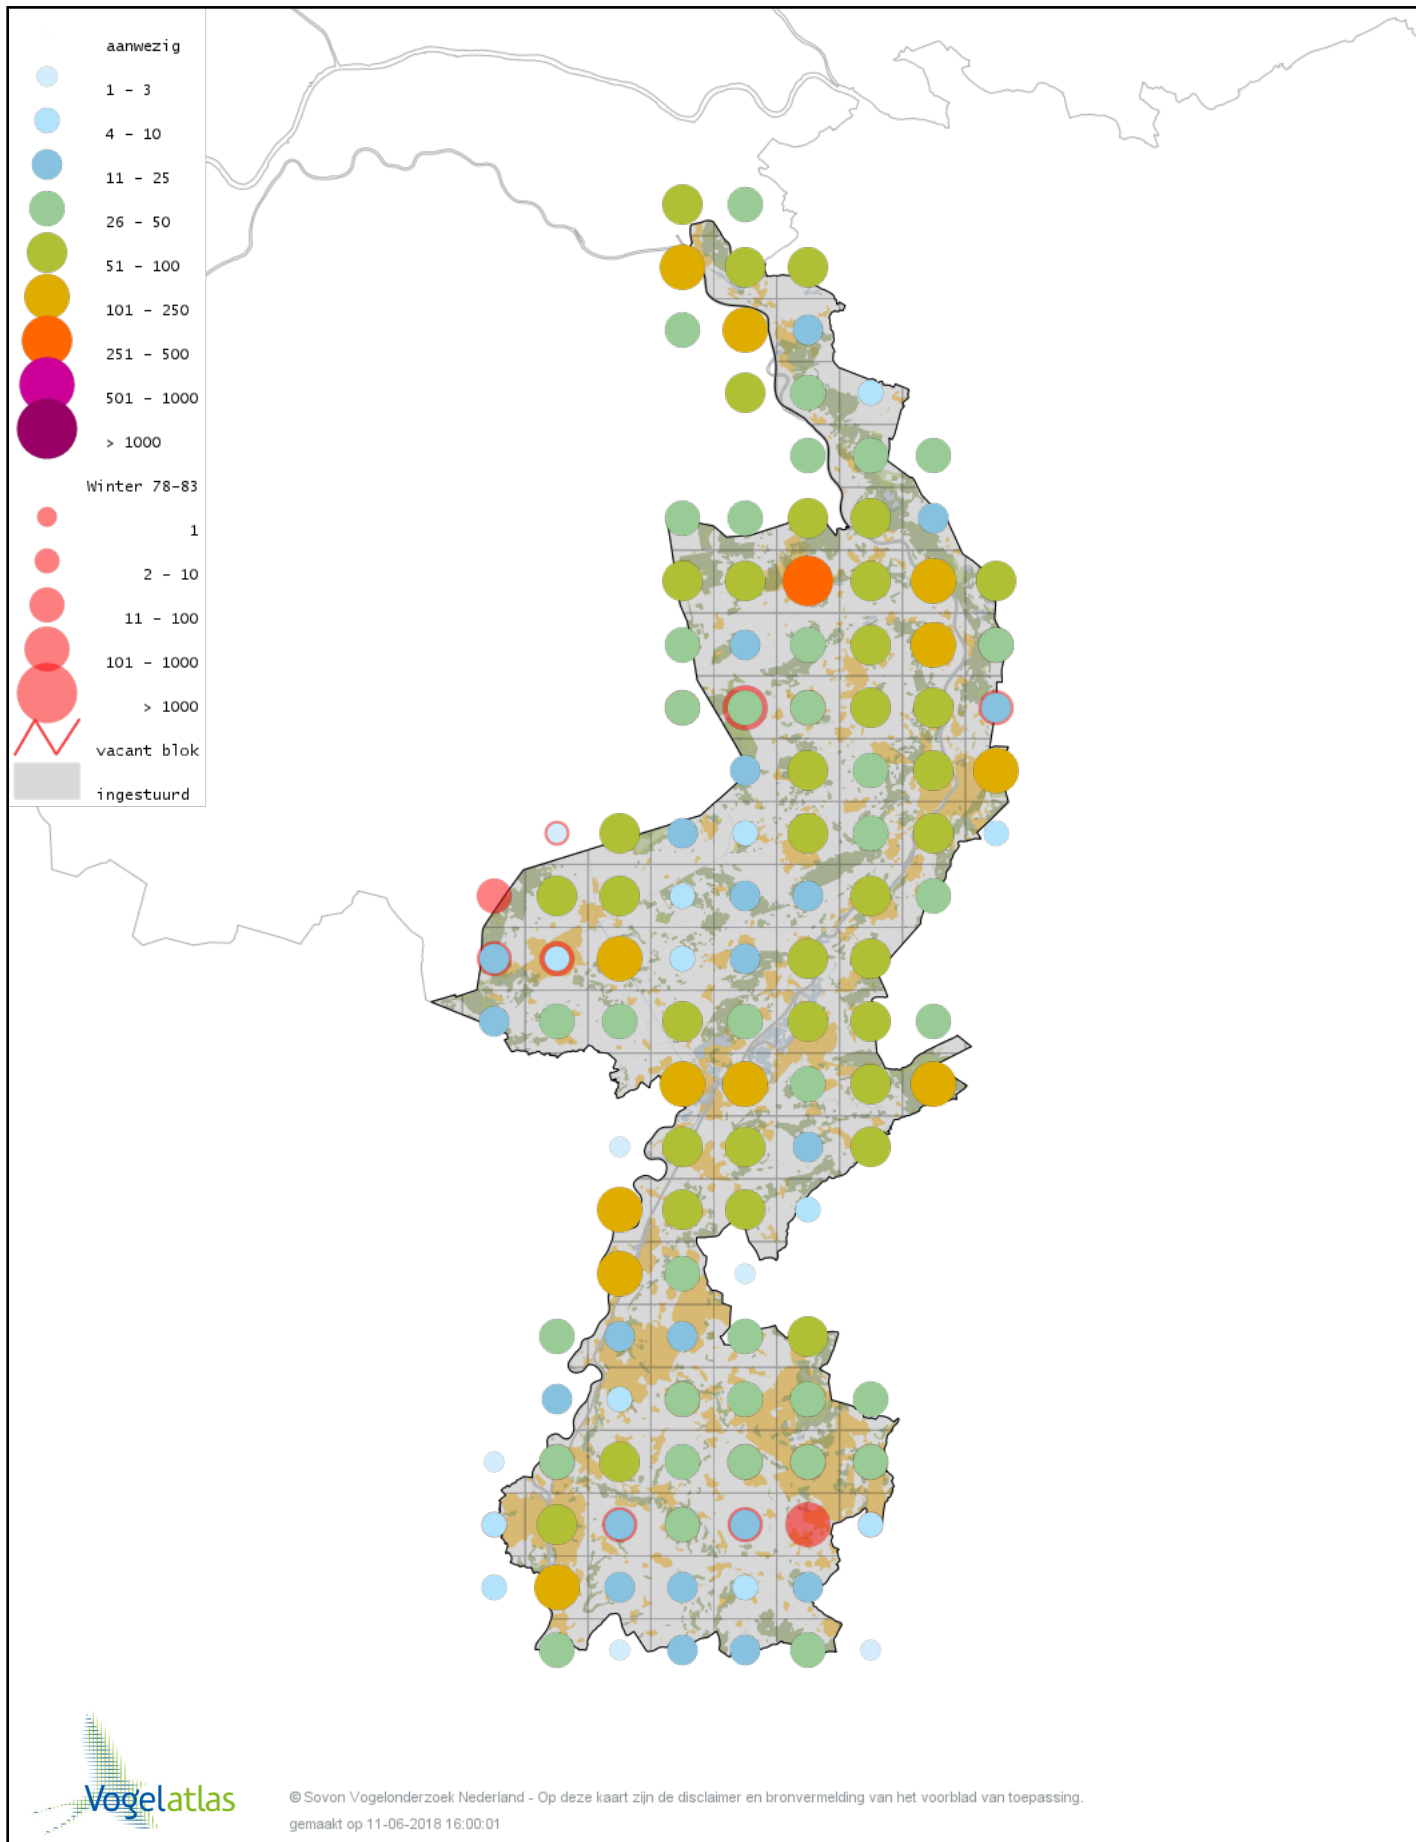 aanwezig
1 – 3
4 – 10
11 – 25
26 – 50
51 – 100
101 – 250
251 – 500
501 – 1000
> 1000
Winter 78-83
1
2 – 10
11 – 100
101 – 1000
> 1000
vacant blok
ingestuurd
Vogelatlas
© Sovon Vogelonderzoek Nederland - Op deze kaart zijn de disclaimer en bronvermelding van het voorblad van toepassing.
gemaakt op 11-06-2018 16:00:01